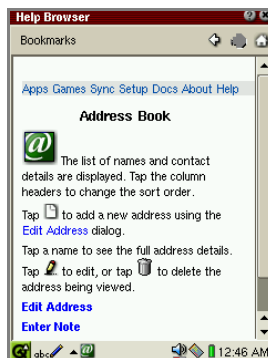 Help Browser
Bookmarks
Apps Games Sync Setup Docs About Help
Address Book
@ The list of names and contact
details are displayed. Tap the column
headers to change the sort order.
Tap to add a new address using the
Edit Address dialog.
Tap a name to see the full address details.
Tap to edit, or tap to delete the
address being viewed.
Edit Address
Enter Note
abc @ 12:46 AM